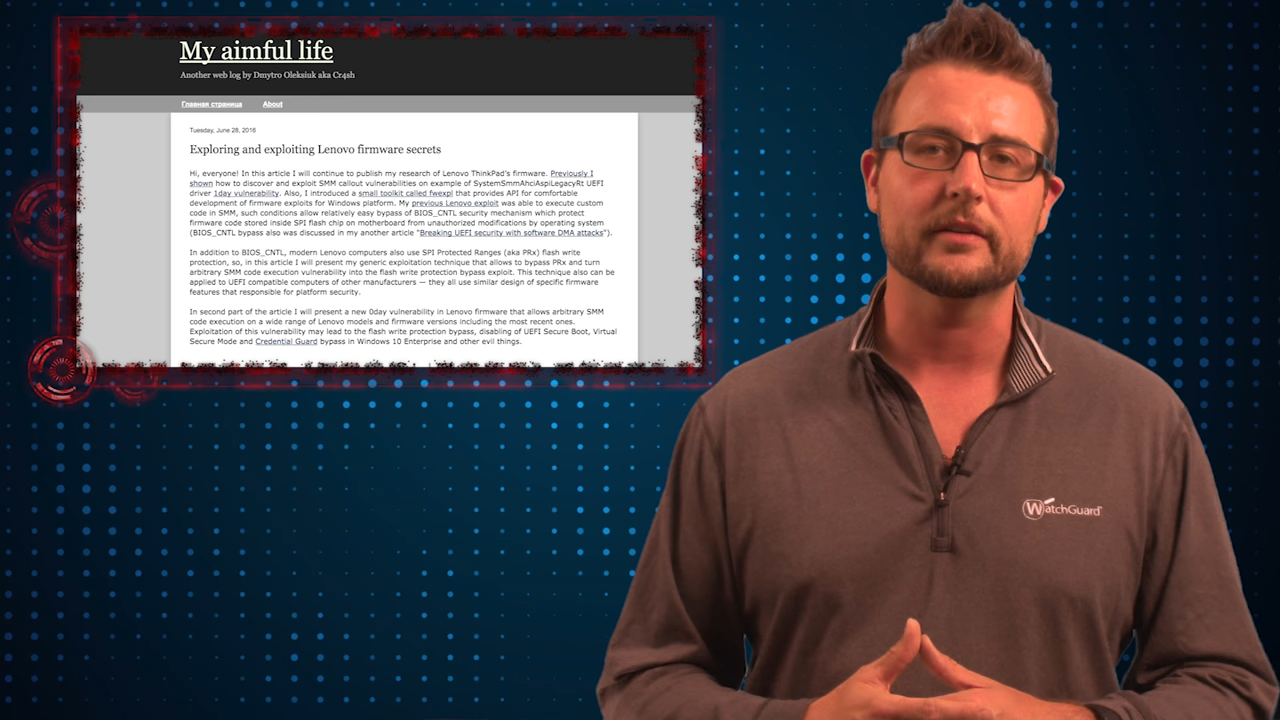 My aimful life
Another web log by Dmytro Oleksiuk aka Cr4sh
Главная страница About
Tuesday, June 28, 2016
Exploring and exploiting Lenovo firmware secrets
Hi, everyone! In this article I will continue to publish my research of Lenovo ThinkPad's firmware. Previously I
shown how to discover and exploit SMM callout vulnerabilities on example of SystemSmmAhciAspiLegacyRt UEFI
driver 1day vulnerability. Also, I introduced a small toolkit called fwexpl that provides API for comfortable
development of firmware exploits for Windows platform. My previous Lenovo exploit was able to execute custom
code in SMM, such conditions allow relatively easy bypass of BIOS_CNTL security mechanism which protect
firmware code stored inside SPI flash chip on motherboard from unauthorized modifications by operating system
(BIOS_CNTL bypass also was discussed in my another article "Breaking UEFI security with software DMA attacks").
In addition to BIOS_CNTL, modern Lenovo computers also use SPI Protected Ranges (aka PRx) flash write
protection, so, in this article I will present my generic exploitation technique that allows to bypass PRx and turn
arbitrary SMM code execution vulnerability into the flash write protection bypass exploit. This technique also can be
applied to UEFI compatible computers of other manufacturers — they all use similar design of specific firmware
features that responsible for platform security.
In second part of the article I will present a new 0day vulnerability in Lenovo firmware that allows arbitrary SMM
code execution on a wide range of Lenovo models and firmware versions including the most recent ones.
Exploitation of this vulnerability may lead to the flash write protection bypass, disabling of UEFI Secure Boot, Virtual
Secure Mode and Credential Guard bypass in Windows 10 Enterprise and other evil things.
WatchGuard